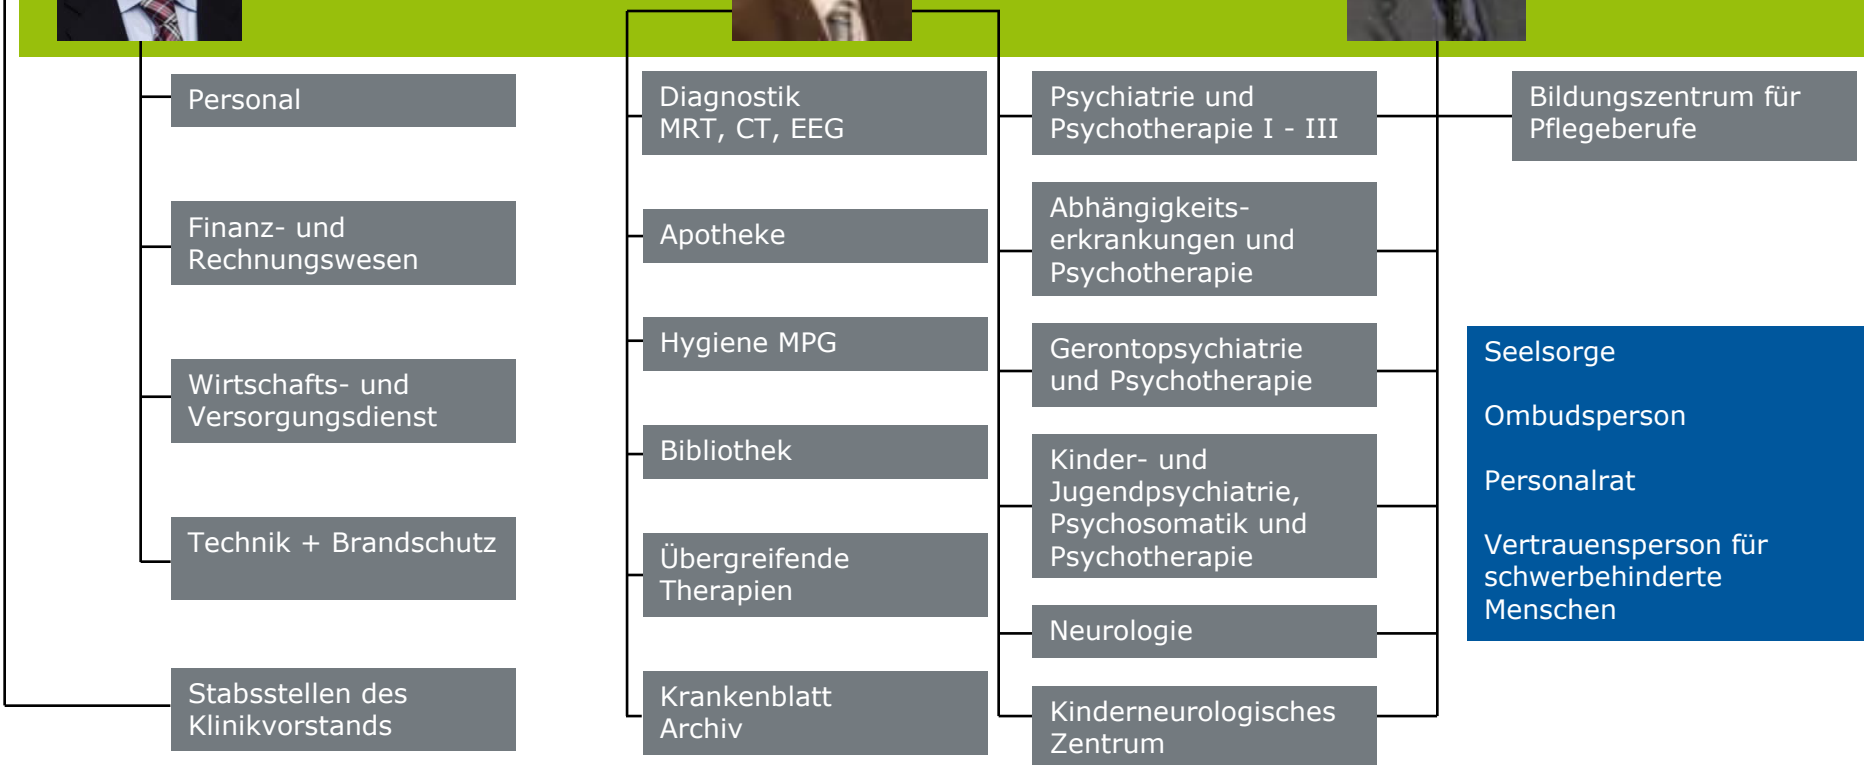 Personal
Finanz- und
Rechnungswesen
Wirtschafts- und
Versorgungsdienst
Technik + Brandschutz
Stabsstellen des
Klinikvorstands
Diagnostik
MRT, CT, EEG
Apotheke
Hygiene MPG
Bibliothek
Übergreifende
Therapien
Krankenblatt
Archiv
Psychiatrie und
Psychotherapie I - III
Abhängigkeits-
erkrankungen und
Psychotherapie
Gerontopsychiatrie
und Psychotherapie
Kinder- und
Jugendpsychiatrie,
Psychosomatik und
Psychotherapie
Neurologie
Kinderneurologisches
Zentrum
Bildungszentrum für
Pflegeberufe
Seelsorge
Ombudsperson
Personalrat
Vertrauensperson für
schwerbehinderte
Menschen